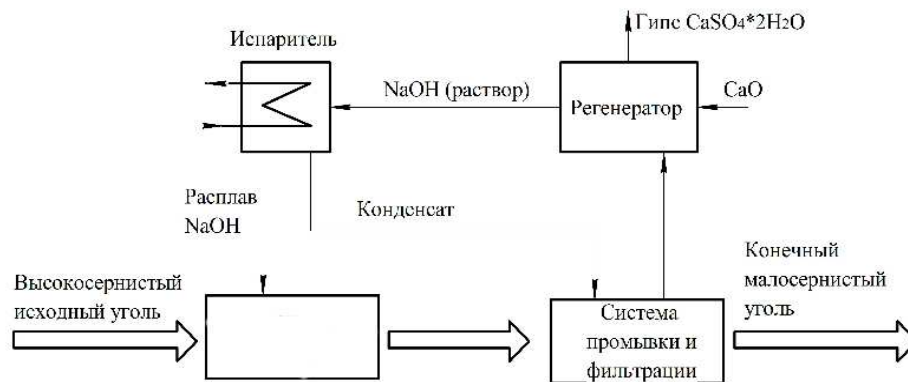 Гипс CaSO4*2H2O
Испаритель
NaOH (раствор)
CaO
Регенератор
Расплав
NaOH
Конденсат
Высокосернистый
исходный уголь
Конечный
малосернистый
уголь
Система
промывки и
фильтрации